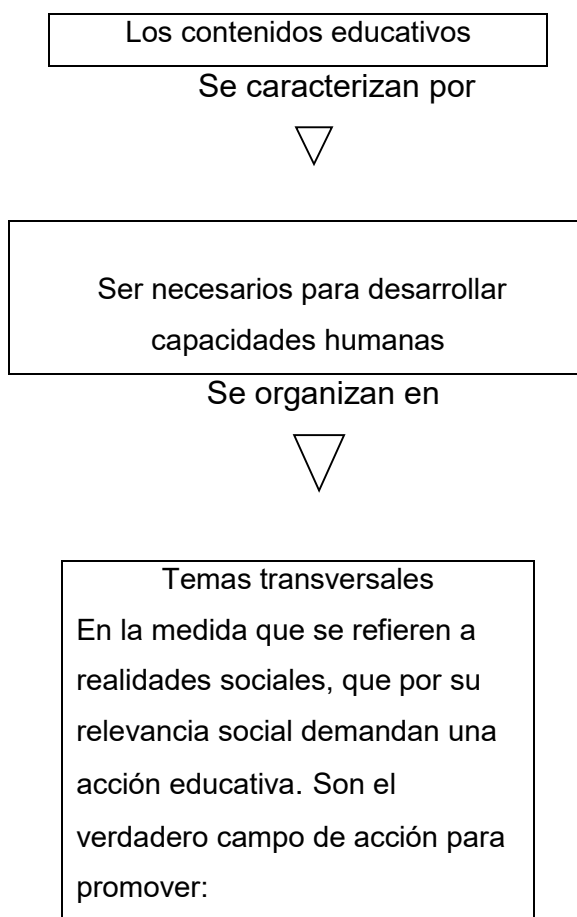 Los contenidos educativos
Se caracterizan por
Ser necesarios para desarrollar
capacidades humanas
Se organizan en
Temas transversales
En la medida que se refieren a
realidades sociales, que por su
relevancia social demandan una
acción educativa. Son el
verdadero campo de acción para
promover: